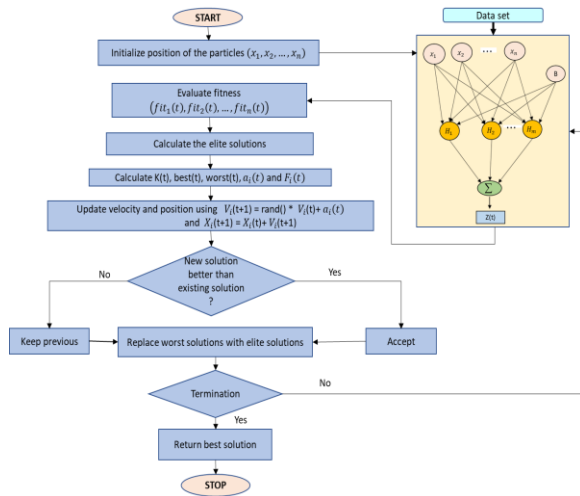 START
Initialize position of the particles (x₁, x₂, ..., xₙ)
Data set
x₁
x₂
...
xₙ
B
H₁
H₂
...
Hₘ
∑
Z(t)
Evaluate fitness
(fit₁(t), fit₂(t), ..., fitₙ(t))
Calculate the elite solutions
Calculate K(t), best(t), worst(t), aᵢ(t) and Fᵢ(t)
Update velocity and position using Vᵢ(t+1) = rand() * Vᵢ(t)+ aᵢ(t)
and Xᵢ(t+1) = Xᵢ(t)+ Vᵢ(t+1)
New solution
better than
existing solution
?
No
Yes
Keep previous
Replace worst solutions with elite solutions
Accept
Termination
No
Yes
Return best solution
STOP